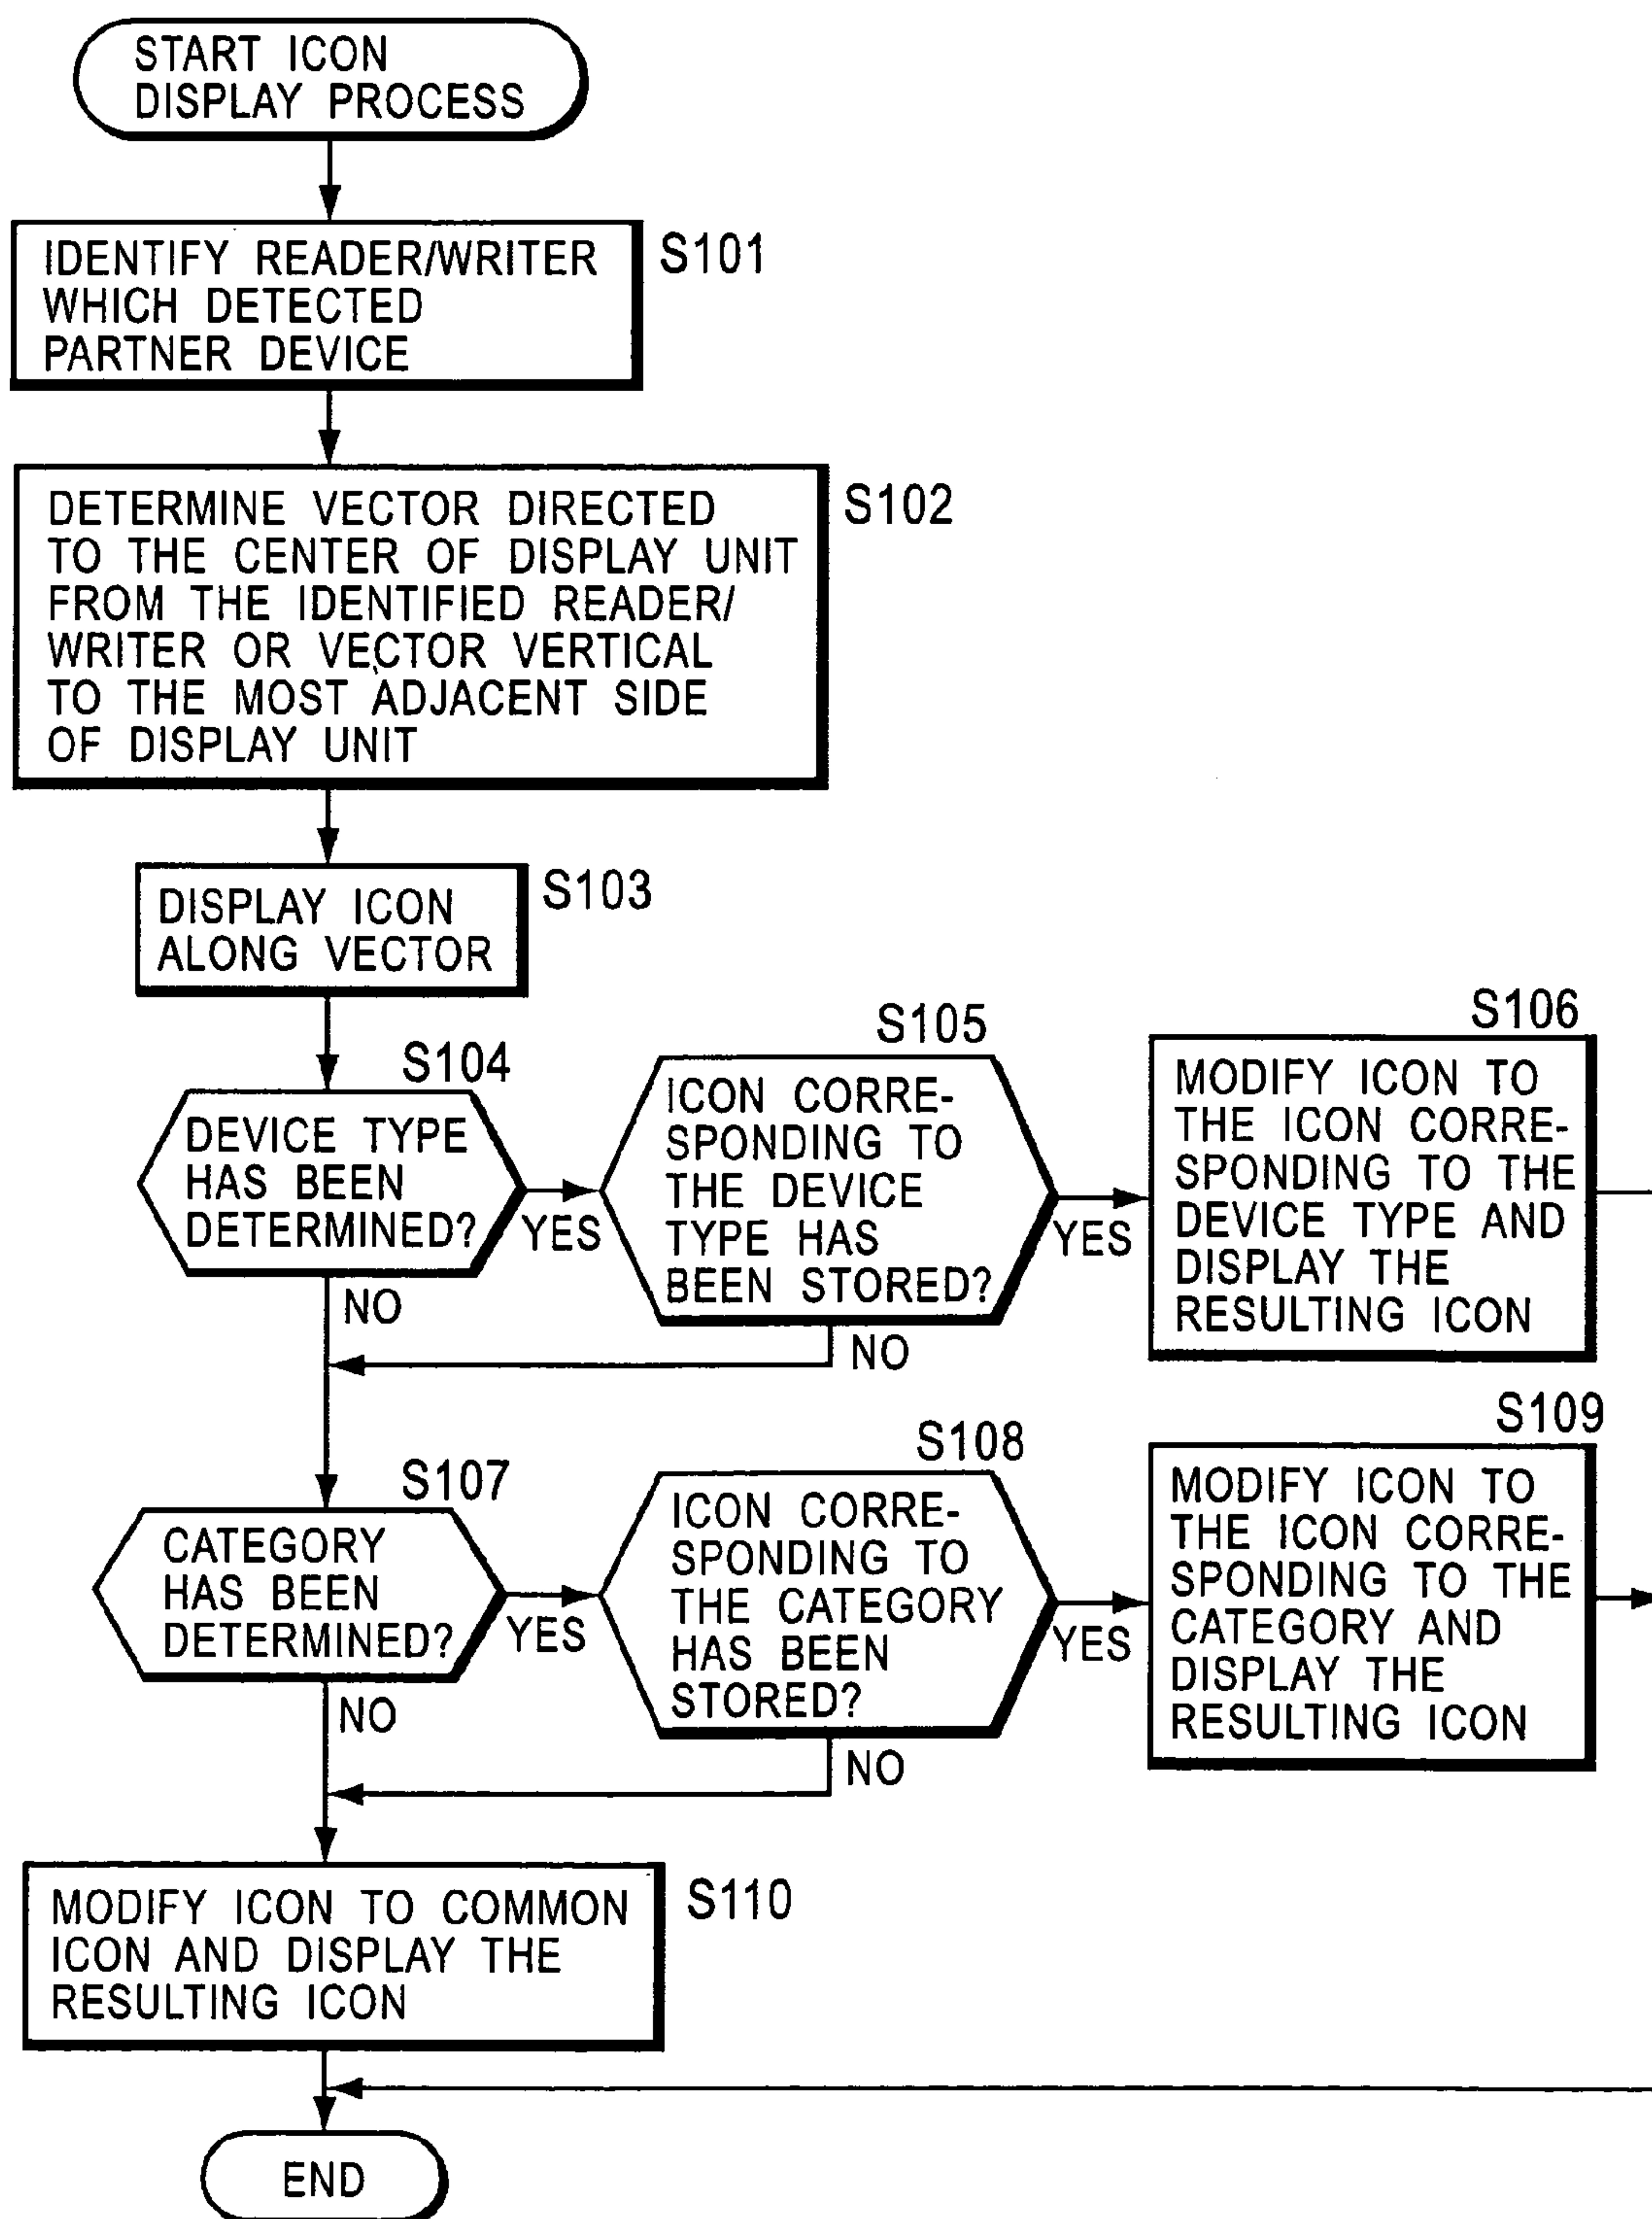 START ICON
DISPLAY PROCESS
IDENTIFY READER/WRITER
WHICH DETECTED
PARTNER DEVICE
S101
DETERMINE VECTOR DIRECTED
TO THE CENTER OF DISPLAY UNIT
FROM THE IDENTIFIED READER/
WRITER OR VECTOR VERTICAL
TO THE MOST ADJACENT SIDE
OF DISPLAY UNIT
S102
DISPLAY ICON
ALONG VECTOR
S103
S104
DEVICE TYPE
HAS BEEN
DETERMINED?
YES
NO
S105
ICON CORRE-
SPONDING TO
THE DEVICE
TYPE HAS
BEEN STORED?
YES
NO
S106
MODIFY ICON TO
THE ICON CORRE-
SPONDING TO THE
DEVICE TYPE AND
DISPLAY THE
RESULTING ICON
S107
CATEGORY
HAS BEEN
DETERMINED?
YES
NO
S108
ICON CORRE-
SPONDING TO
THE CATEGORY
HAS BEEN
STORED?
YES
NO
S109
MODIFY ICON TO
THE ICON CORRE-
SPONDING TO THE
CATEGORY AND
DISPLAY THE
RESULTING ICON
MODIFY ICON TO COMMON
ICON AND DISPLAY THE
RESULTING ICON
S110
END